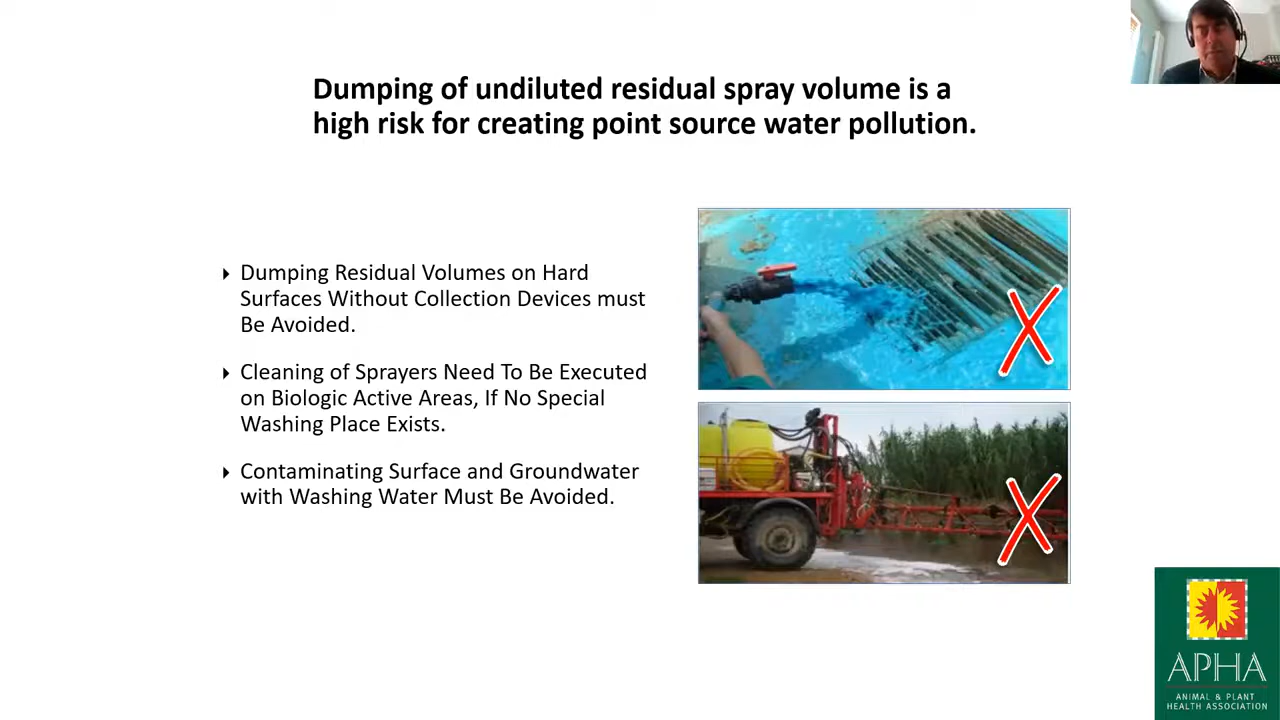 Dumping of undiluted residual spray volume is a
high risk for creating point source water pollution.
Dumping Residual Volumes on Hard
Surfaces Without Collection Devices must
Be Avoided.
Cleaning of Sprayers Need To Be Executed
on Biologic Active Areas, If No Special
Washing Place Exists.
Contaminating Surface and Groundwater
with Washing Water Must Be Avoided.
APHA
ANIMAL & PLANT
HEALTH ASSOCIATION